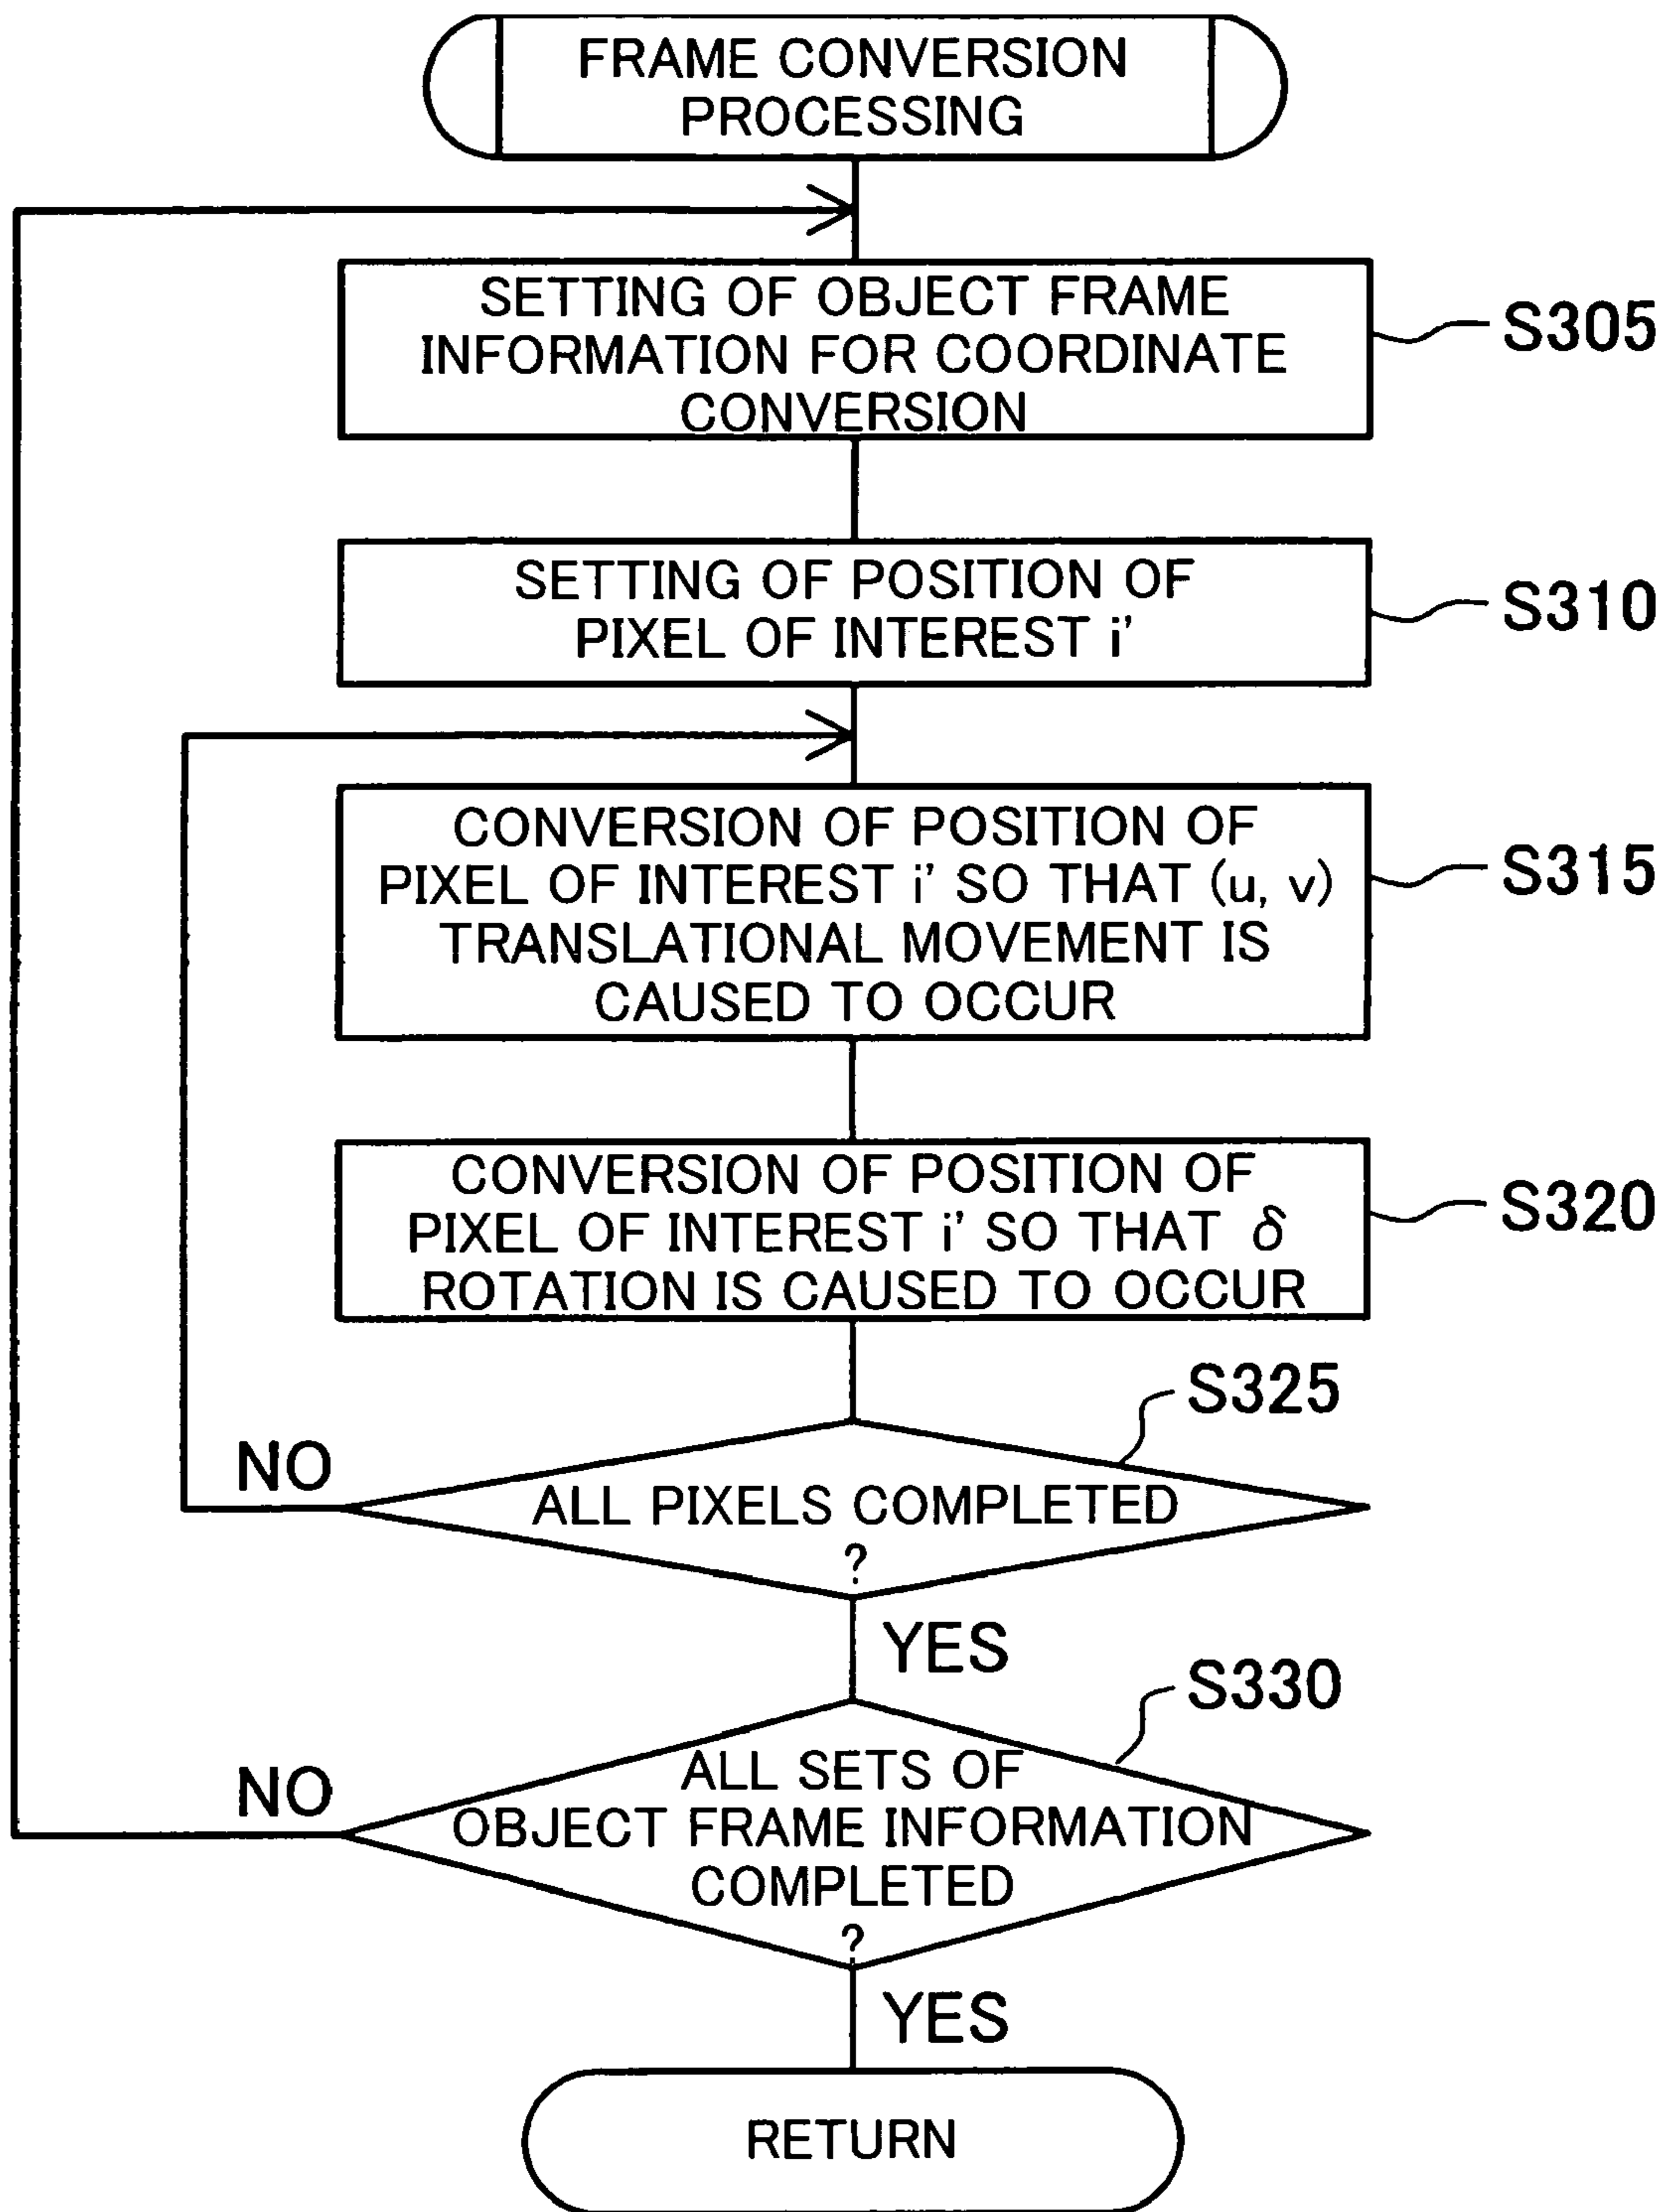 FRAME CONVERSION
PROCESSING
SETTING OF OBJECT FRAME
INFORMATION FOR COORDINATE
CONVERSION
S305
SETTING OF POSITION OF
PIXEL OF INTEREST i'
S310
CONVERSION OF POSITION OF
PIXEL OF INTEREST i' SO THAT (u, v)
TRANSLATIONAL MOVEMENT IS
CAUSED TO OCCUR
S315
CONVERSION OF POSITION OF
PIXEL OF INTEREST i' SO THAT δ
ROTATION IS CAUSED TO OCCUR
S320
S325
NO
ALL PIXELS COMPLETED
?
YES
S330
NO
ALL SETS OF
OBJECT FRAME INFORMATION
COMPLETED
?
YES
RETURN